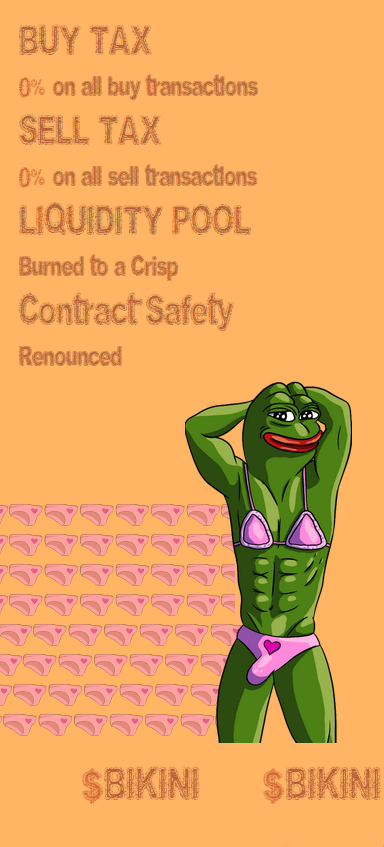 BUY TAX
0% on all buy transactions
SELL TAX
0% on all sell transactions
LIQUIDITY POOL
Burned to a Crisp
Contract Safety
Renounced
$BIKINI $BIKINI